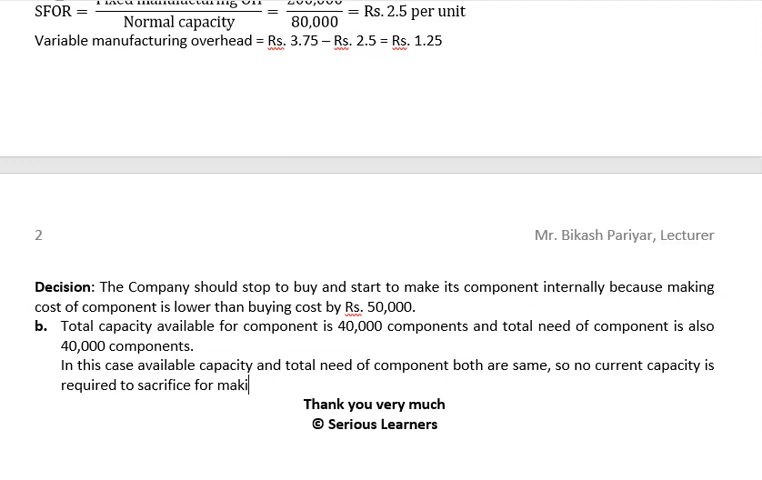 SFOR = Fixed manufacturing OH / Normal capacity = 200,000 / 80,000 = Rs. 2.5 per unit
Variable manufacturing overhead = Rs. 3.75 – Rs. 2.5 = Rs. 1.25
2 Mr. Bikash Pariyar, Lecturer
Decision: The Company should stop to buy and start to make its component internally because making
cost of component is lower than buying cost by Rs. 50,000.
b. Total capacity available for component is 40,000 components and total need of component is also
40,000 components.
In this case available capacity and total need of component both are same, so no current capacity is
required to sacrifice for maki
Thank you very much
© Serious Learners